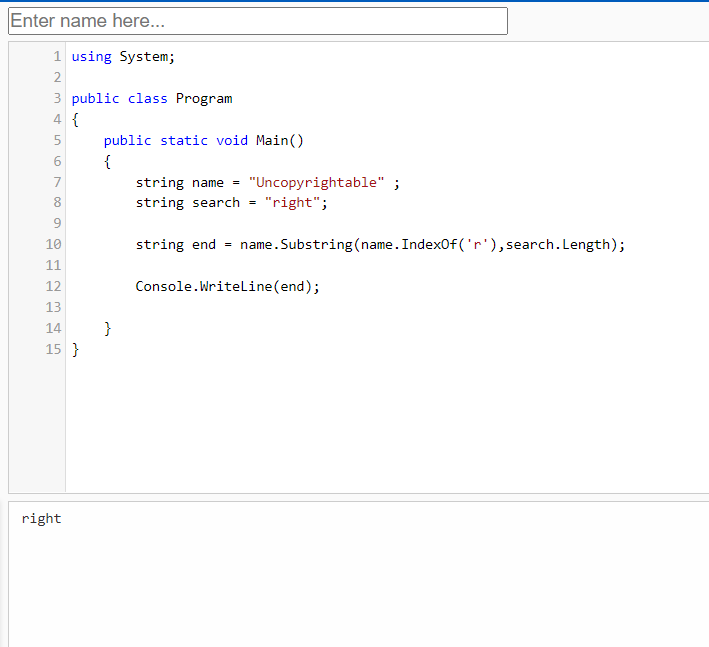 Enter name here...
1 using System;
2
3 public class Program
4 {
5     public static void Main()
6     {
7         string name = "Uncopyrightable" ;
8         string search = "right";
9
10         string end = name.Substring(name.IndexOf('r'),search.Length);
11
12         Console.WriteLine(end);
13
14     }
15 }
right